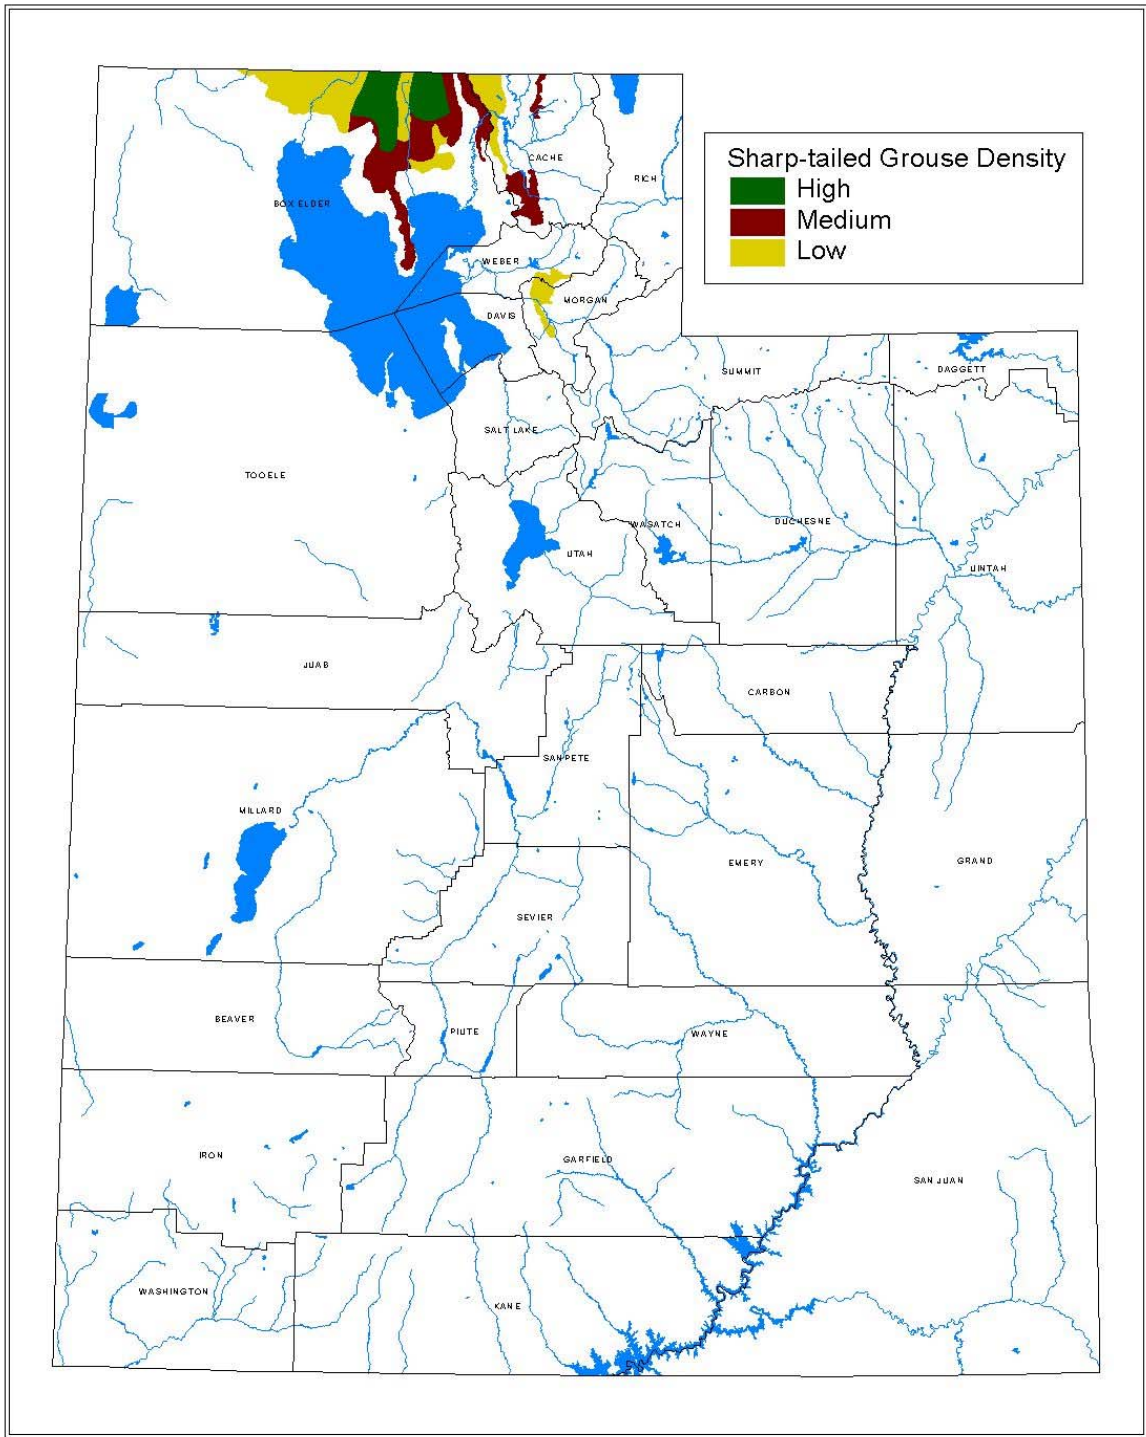 Sharp-tailed Grouse Density
High
Medium
Low
CACHE
RICH
BOX ELDER
WEBER
MORGAN
DAVIS
SUMMIT
DAGGETT
SALT LAKE
TOOELE
WASATCH
DUCHESNE
UTAH
UINTAH
JUAB
CARBON
SANPETE
MILLARD
EMERY
GRAND
SEVIER
BEAVER
PIUTE
WAYNE
IRON
GARFIELD
SAN JUAN
WASHINGTON
KANE